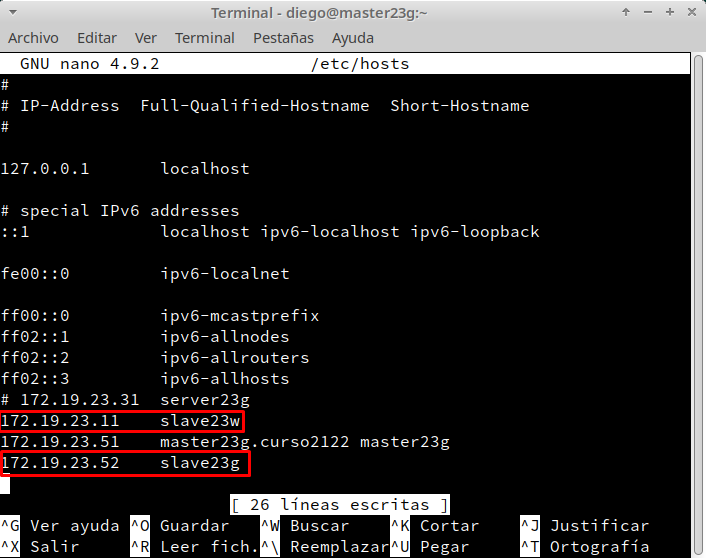 Terminal - diego@master23g:~
Archivo Editar Ver Terminal Pestañas Ayuda
GNU nano 4.9.2 /etc/hosts
#
# IP-Address Full-Qualified-Hostname Short-Hostname
#
127.0.0.1 localhost
# special IPv6 addresses
::1 localhost ipv6-localhost ipv6-loopback
fe00::0 ipv6-localnet
ff00::0 ipv6-mcastprefix
ff02::1 ipv6-allnodes
ff02::2 ipv6-allrouters
ff02::3 ipv6-allhosts
# 172.19.23.31 server23g
172.19.23.11 slave23w
172.19.23.51 master23g.curso2122 master23g
172.19.23.52 slave23g
[ 26 líneas escritas ]
^G Ver ayuda ^O Guardar ^W Buscar ^K Cortar ^J Justificar
^X Salir ^R Leer fich. ^\ Reemplazar ^U Pegar ^T Ortografía